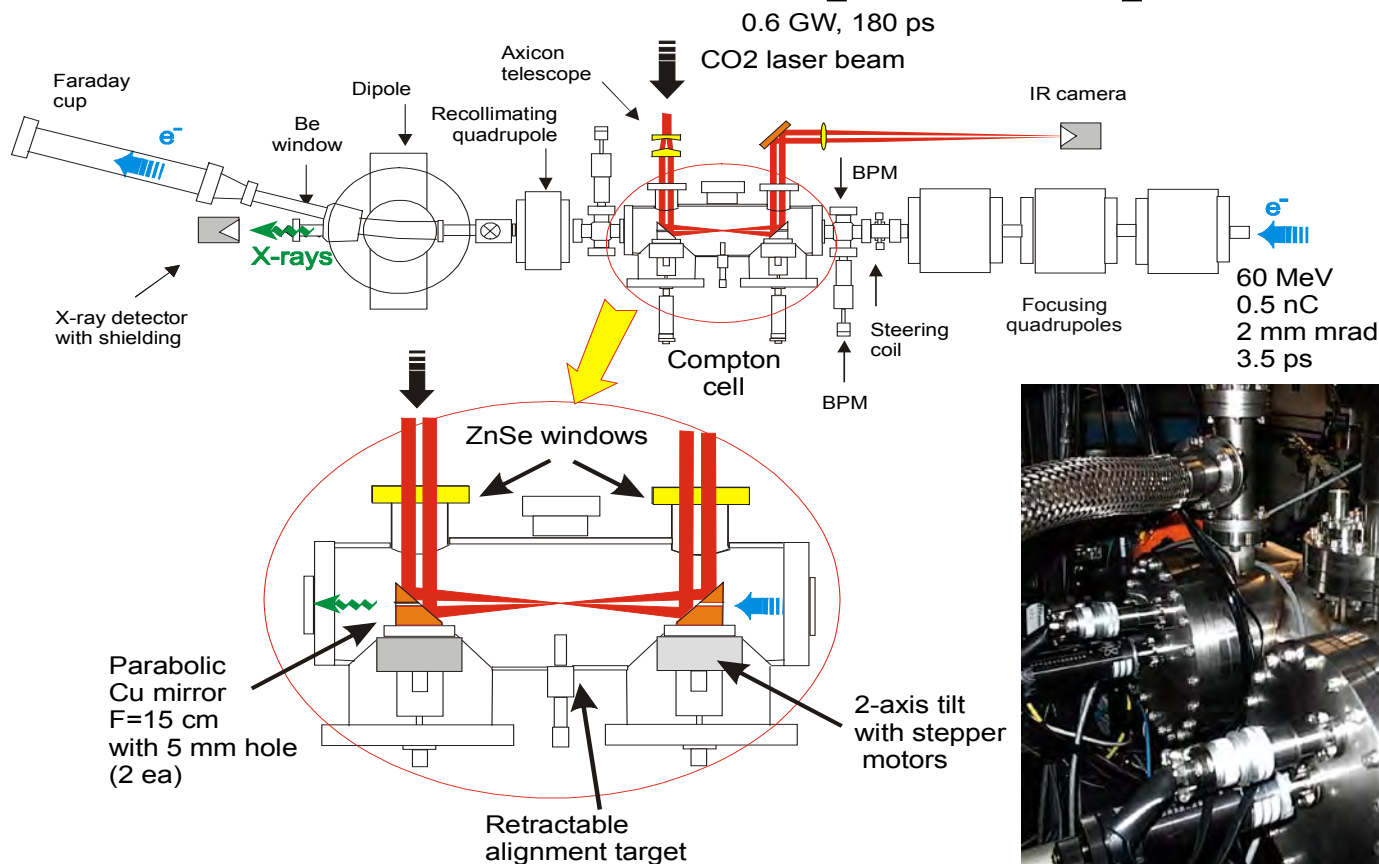 0.6 GW, 180 ps
CO2 laser beam
Axicon
telescope
Faraday
cup
Dipole
IR camera
Recollimating
quadrupole
e-
Be
window
BPM
e-
X-rays
60 MeV
0.5 nC
2 mm mrad
3.5 ps
X-ray detector
with shielding
Focusing
quadrupoles
Steering
coil
Compton
cell
BPM
ZnSe windows
Parabolic
Cu mirror
F=15 cm
with 5 mm hole
(2 ea)
2-axis tilt
with stepper
motors
Retractable
alignment target